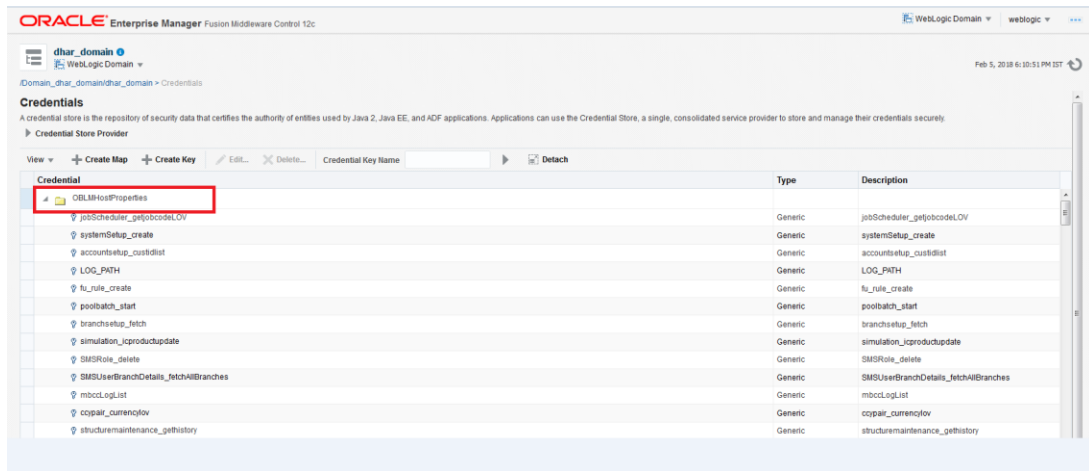 ORACLE Enterprise Manager Fusion Middleware Control 12c
WebLogic Domain weblogic
dhar_domain
WebLogic Domain
Feb 5, 2018 6:10:51 PM IST
/Domain_dhar_domain/dhar_domain > Credentials
Credentials
A credential store is the repository of security data that certifies the authority of entities used by Java 2, Java EE, and ADF applications. Applications can use the Credential Store, a single, consolidated service provider to store and manage their credentials securely.
Credential Store Provider
View Create Map Create Key Edit... Delete... Credential Key Name Detach
Credential Type Description
OBLMHostProperties
jobScheduler_getjobcodeLOV Generic jobScheduler_getjobcodeLOV
systemSetup_create Generic systemSetup_create
accountsetup_custidlist Generic accountsetup_custidlist
LOG_PATH Generic LOG_PATH
fu_rule_create Generic fu_rule_create
poolbatch_start Generic poolbatch_start
branchsetup_fetch Generic branchsetup_fetch
simulation_icproductupdate Generic simulation_icproductupdate
SMSRole_delete Generic SMSRole_delete
SMSUserBranchDetails_fetchAllBranches Generic SMSUserBranchDetails_fetchAllBranches
mbccLogList Generic mbccLogList
ccypair_currencylov Generic ccypair_currencylov
structuremaintenance_gethistory Generic structuremaintenance_gethistory